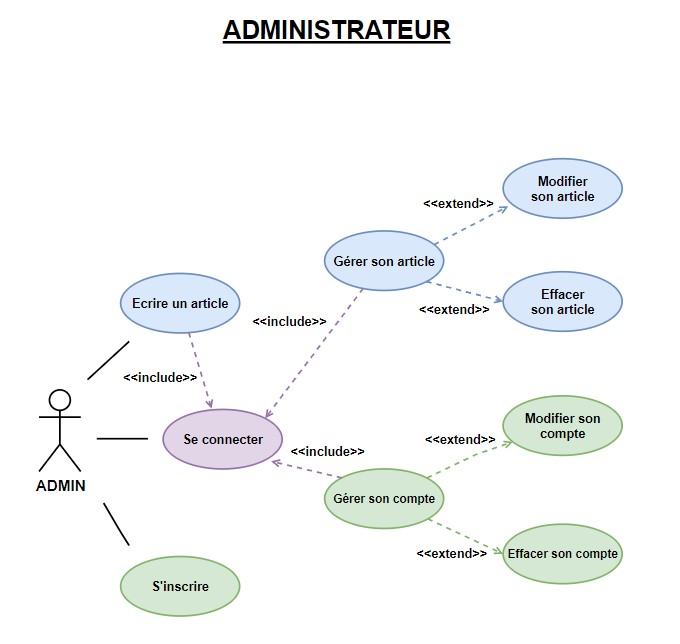 ADMINISTRATEUR
Modifier
son article
<<extend>>
Gérer son article
Effacer
son article
<<extend>>
Ecrire un article
<<include>>
<<include>>
Se connecter
Modifier son
compte
<<extend>>
<<include>>
ADMIN
Gérer son compte
<<extend>>
Effacer son compte
S'inscrire